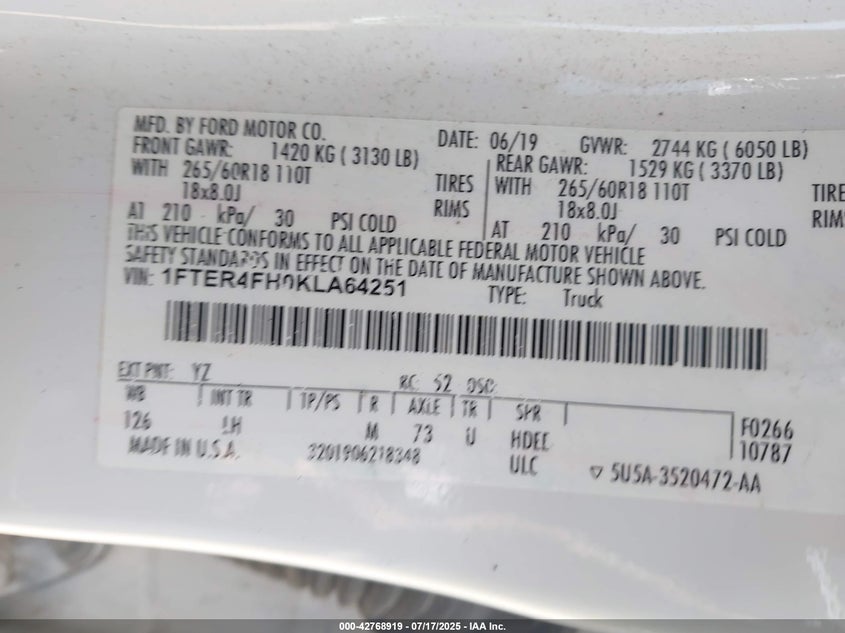 MFD. BY FORD MOTOR CO.
DATE: 06/19 GVWR: 2744 KG ( 6050 LB)
FRONT GAWR: 1420 KG ( 3130 LB)
REAR GAWR: 1529 KG ( 3370 LB)
WITH 265/60R18 110T TIRES
WITH 265/60R18 110T TIRE
18x8.0J RIMS
18x8.0J RIM
AT 210 kPa/ 30 PSI COLD
AT 210 kPa/ 30 PSI COLD
THIS VEHICLE CONFORMS TO ALL APPLICABLE FEDERAL MOTOR VEHICLE
SAFETY STANDARDS IN EFFECT ON THE DATE OF MANUFACTURE SHOWN ABOVE.
VIN: 1FTER4FH0KLA64251 TYPE: Truck
EXT PNT: YZ RC: 52 DSO:
WB INT TR TP/PS R AXLE TR SPR
126 LH M 73 U HDEC
F0266
10787
MADE IN U.S.A. 3201906218348 ULC
5U5A-3520472-AA
000-42768919 / 07/17/2025 - IAA Inc.